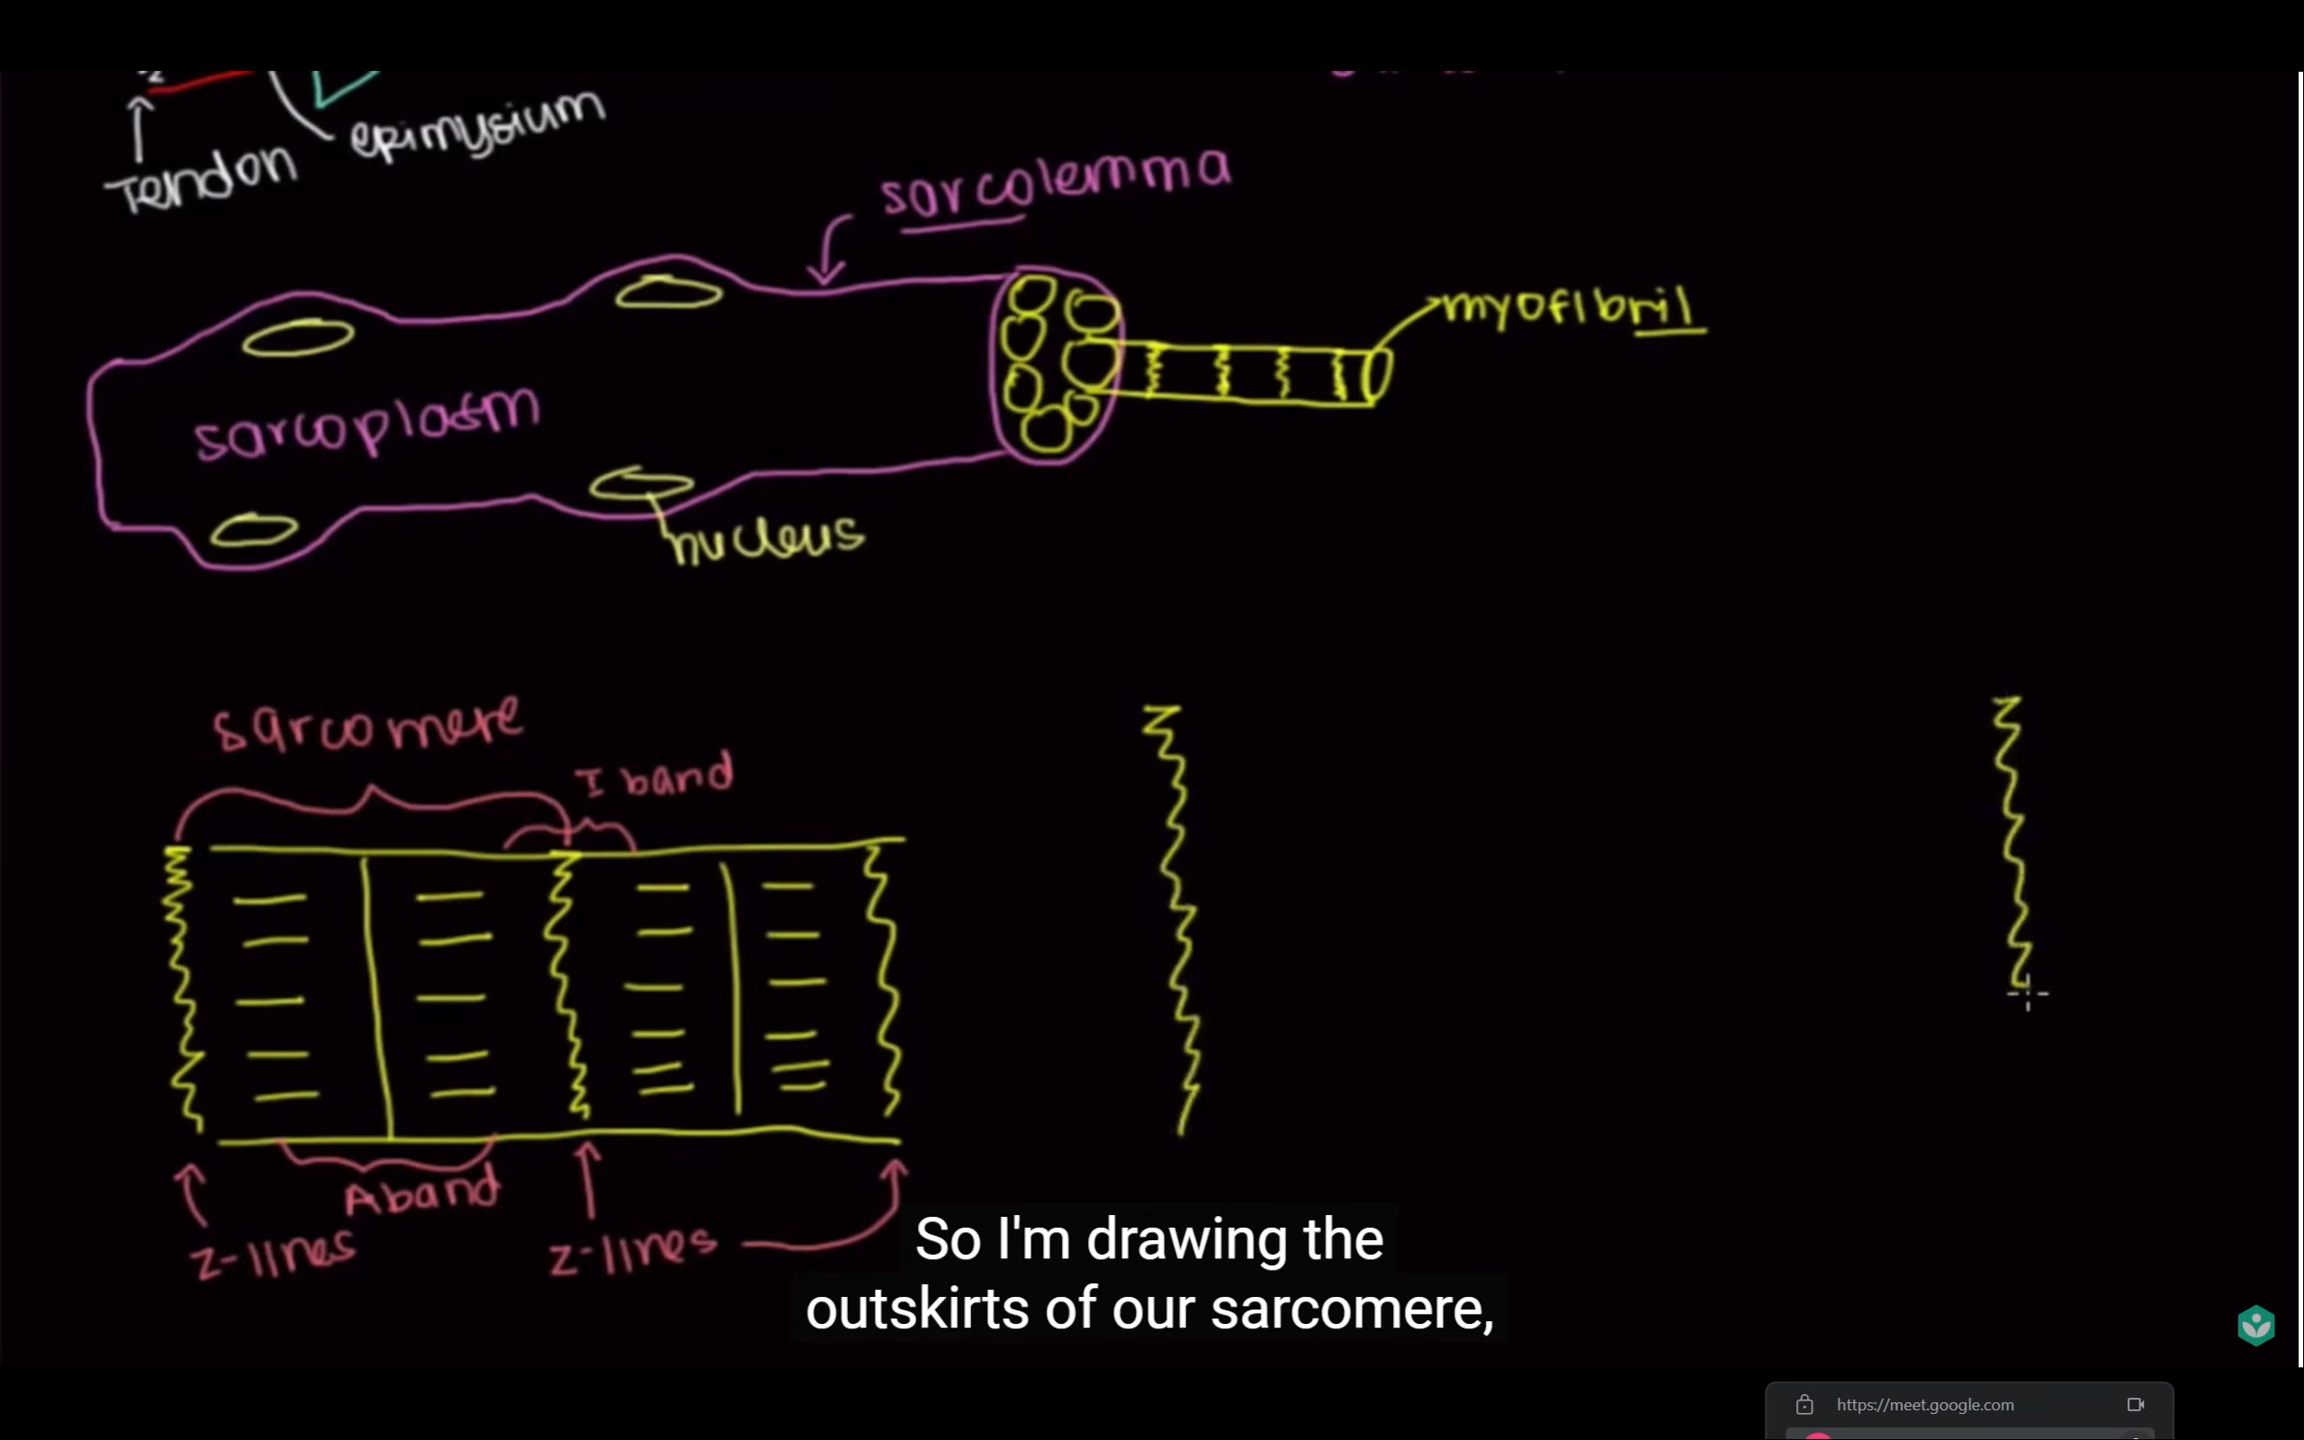 Tendon
epimysium
sarcolemma
myofibril
sarcoplasm
nucleus
sarcomere
I band
A band
z-lines
z-lines
So I'm drawing the
outskirts of our sarcomere,
https://meet.google.com